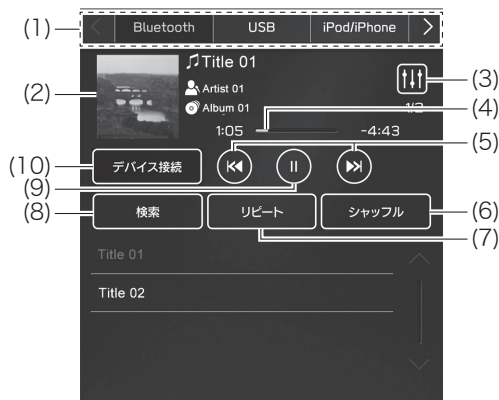 (1)
Bluetooth USB iPod/iPhone
(2)
Title 01
Artist 01
Album 01
(3)
1/2
(4)
1:05 -4:43
(5)
(10)
デバイス接続
(9)
(8)
検索 リピート シャッフル
(6)
(7)
Title 01
Title 02